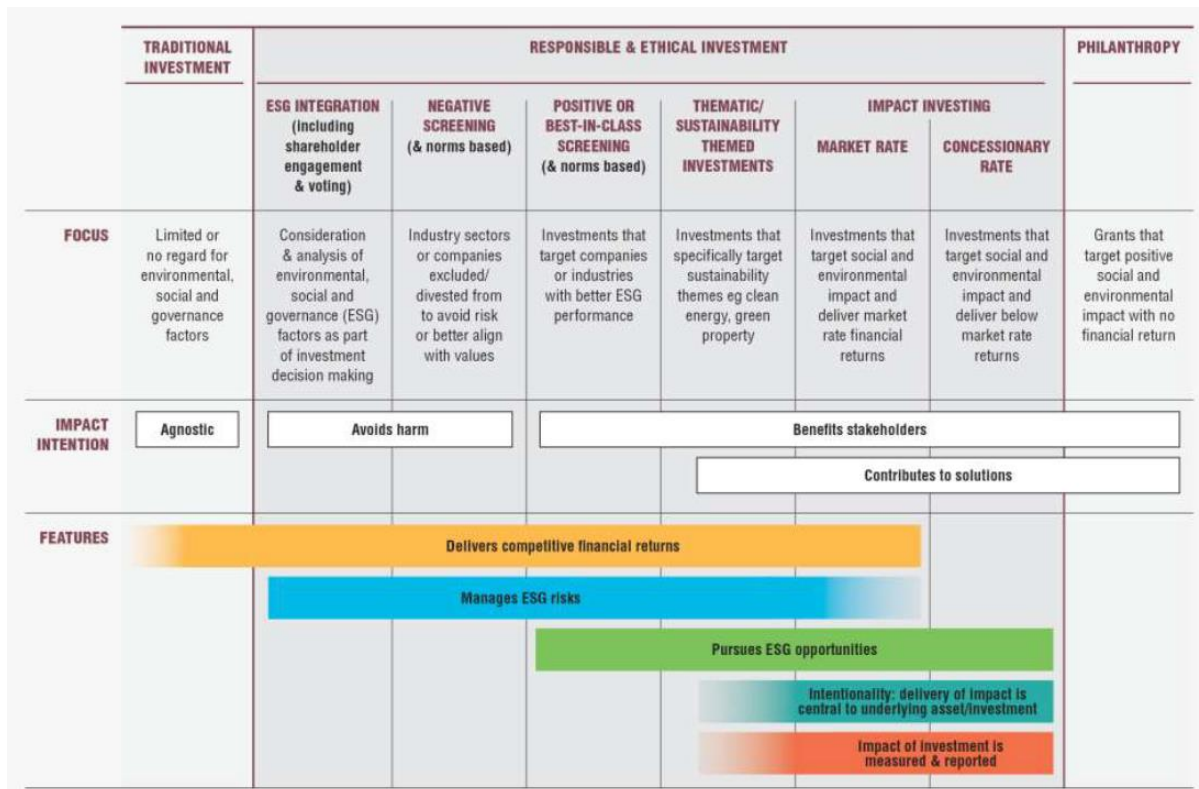 TRADITIONAL
INVESTMENT
RESPONSIBLE & ETHICAL INVESTMENT
PHILANTHROPY
ESG INTEGRATION
(including
shareholder
engagement
& voting)
NEGATIVE
SCREENING
(& norms based)
POSITIVE OR
BEST-IN-CLASS
SCREENING
(& norms based)
THEMATIC/
SUSTAINABILITY
THEMED
INVESTMENTS
IMPACT INVESTING
MARKET RATE
CONCESSIONARY
RATE
FOCUS
Limited or
no regard for
environmental,
social and
governance
factors
Consideration
& analysis of
environmental,
social and
governance (ESG)
factors as part
of investment
decision making
Industry sectors
or companies
excluded/
divested from
to avoid risk
or better align
with values
Investments that
target companies
or industries
with better ESG
performance
Investments that
specifically target
sustainability
themes eg clean
energy, green
property
Investments that
target social and
environmental
impact and
deliver market
rate financial
returns
Investments that
target social and
environmental
impact and
deliver below
market rate
returns
Grants that
target positive
social and
environmental
impact with no
financial return
IMPACT
INTENTION
Agnostic
Avoids harm
Benefits stakeholders
Contributes to solutions
FEATURES
Delivers competitive financial returns
Manages ESG risks
Pursues ESG opportunities
Intentionality: delivery of impact is
central to underlying asset/investment
Impact of investment is
measured & reported